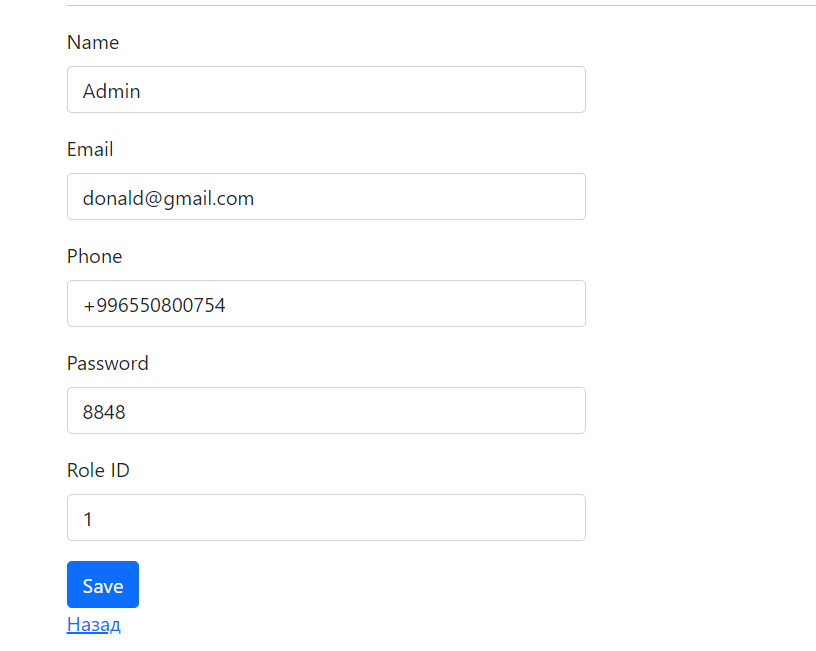 Name
Admin
Email
donald@gmail.com
Phone
+996550800754
Password
8848
Role ID
1
Save
Назад